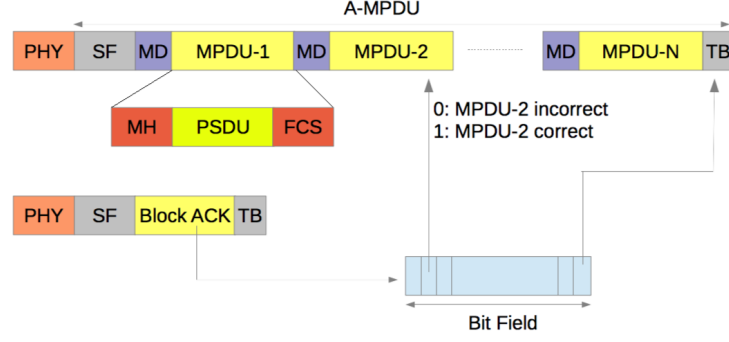 A-MPDU
PHY SF MD MPDU-1 MD MPDU-2 MD MPDU-N TB
MH PSDU FCS
0: MPDU-2 incorrect
1: MPDU-2 correct
PHY SF Block ACK TB
Bit Field